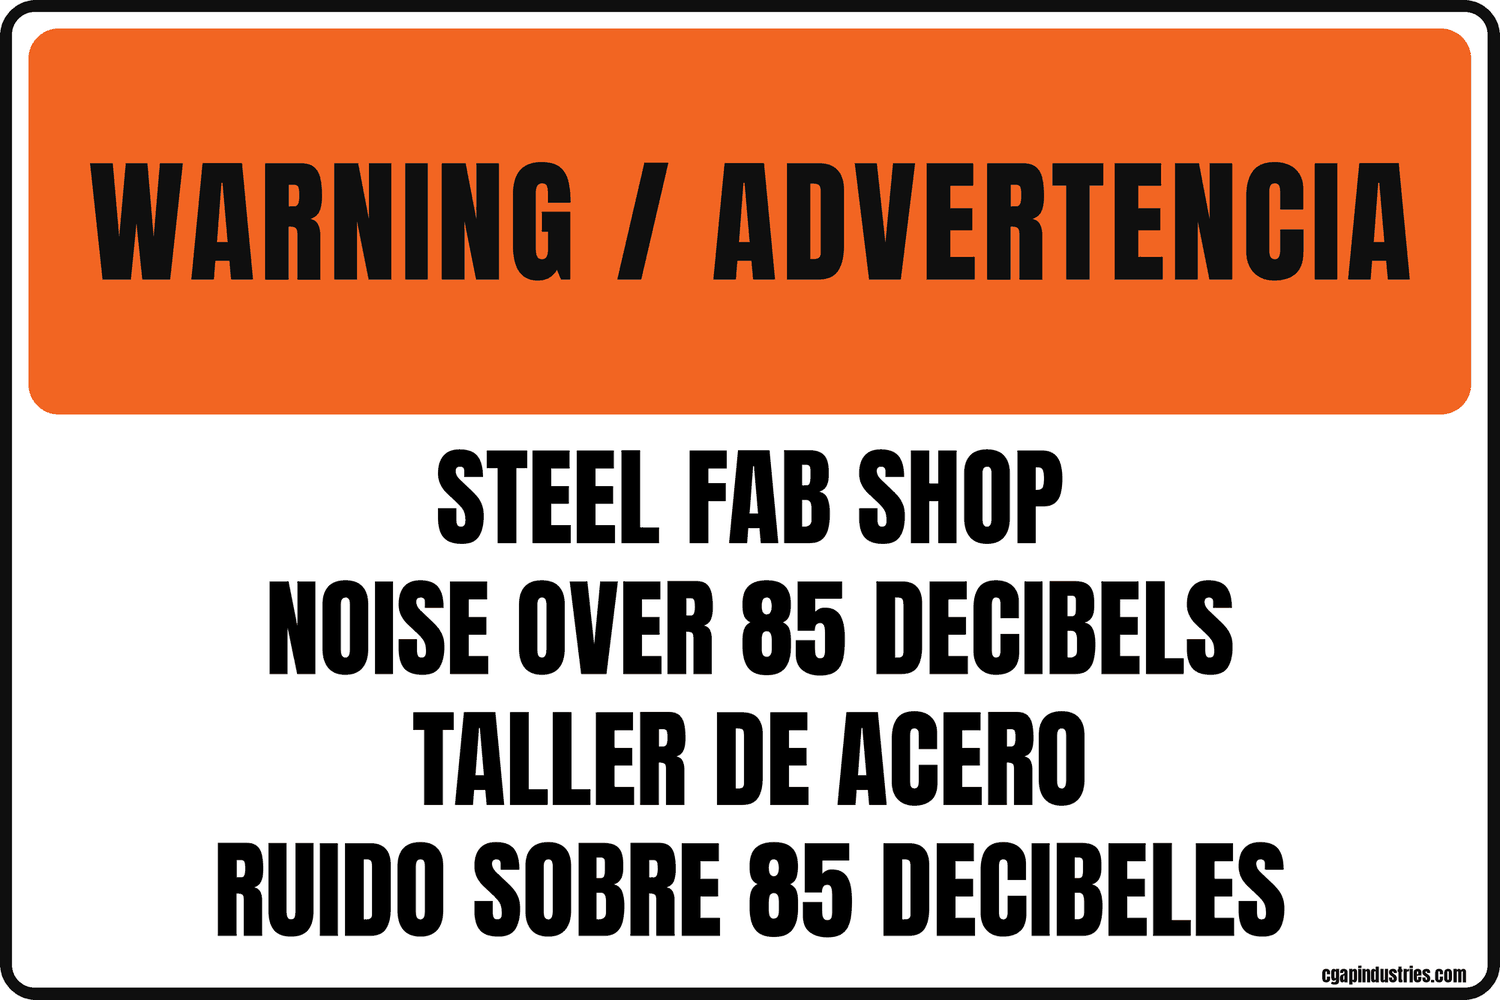 WARNING / ADVERTENCIA
STEEL FAB SHOP
NOISE OVER 85 DECIBELS
TALLER DE ACERO
RUIDO SOBRE 85 DECIBELES
cgapindustries.com